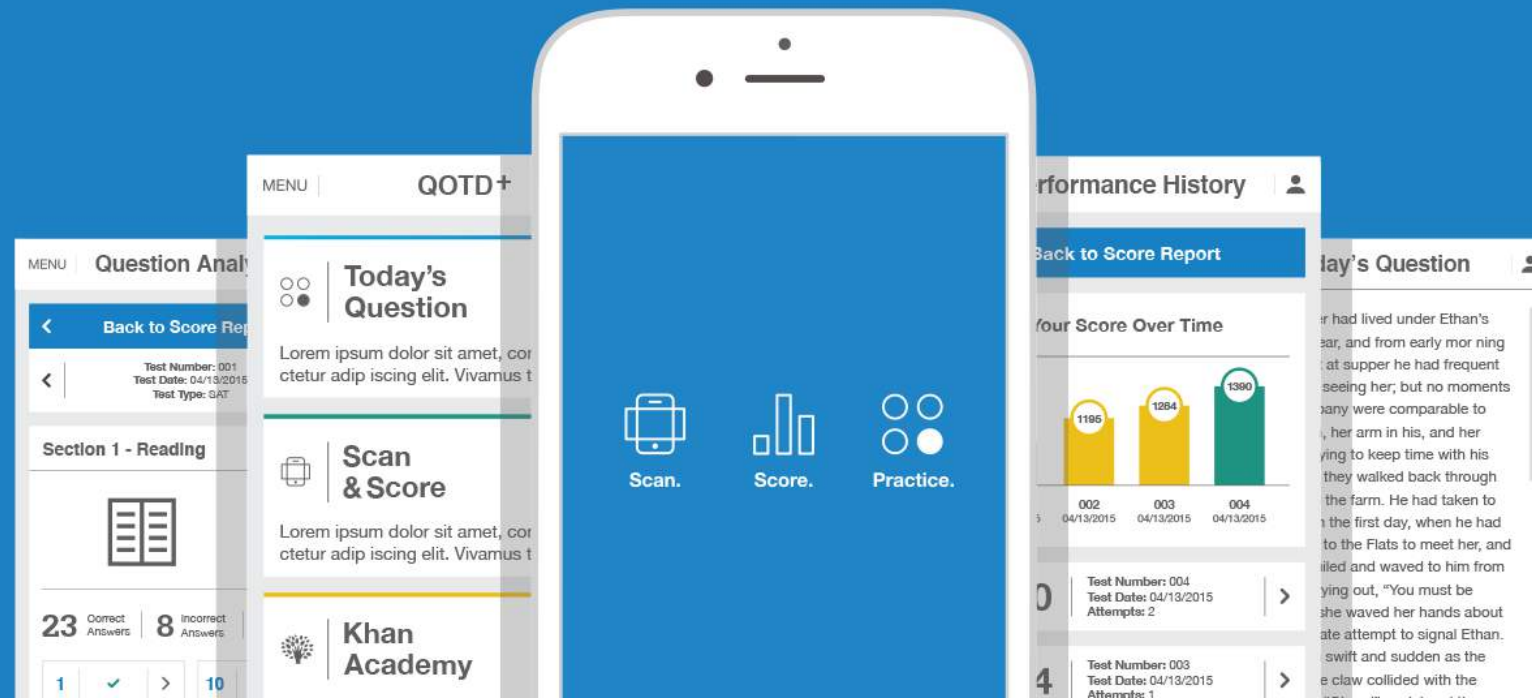 MENU
Question Analy
Back to Score Rep
Test Number: 001
Test Date: 04/13/2015
Test Type: SAT
Section 1 - Reading
23 Correct Answers
8 Incorrect Answers
1
10
MENU
QOTD+
Today's
Question
Lorem ipsum dolor sit amet, con
ctetur adip iscing elit. Vivamus t
Scan
& Score
Lorem ipsum dolor sit amet, con
ctetur adip iscing elit. Vivamus t
Khan
Academy
Scan.
Score.
Practice.
rformance History
Back to Score Report
Your Score Over Time
1195
1264
1390
002
04/13/2015
003
04/13/2015
004
04/13/2015
0
Test Number: 004
Test Date: 04/13/2015
Attempts: 2
4
Test Number: 003
Test Date: 04/13/2015
Attempts: 1
day's Question
er had lived under Ethan's
ear, and from early mor ning
at supper he had frequent
seeing her; but no moments
pany were comparable to
, her arm in his, and her
ying to keep time with his
they walked back through
the farm. He had taken to
the first day, when he had
to the Flats to meet her, and
iled and waved to him from
ying out, "You must be
she waved her hands about
ate attempt to signal Ethan.
swift and sudden as the
e claw collided with the